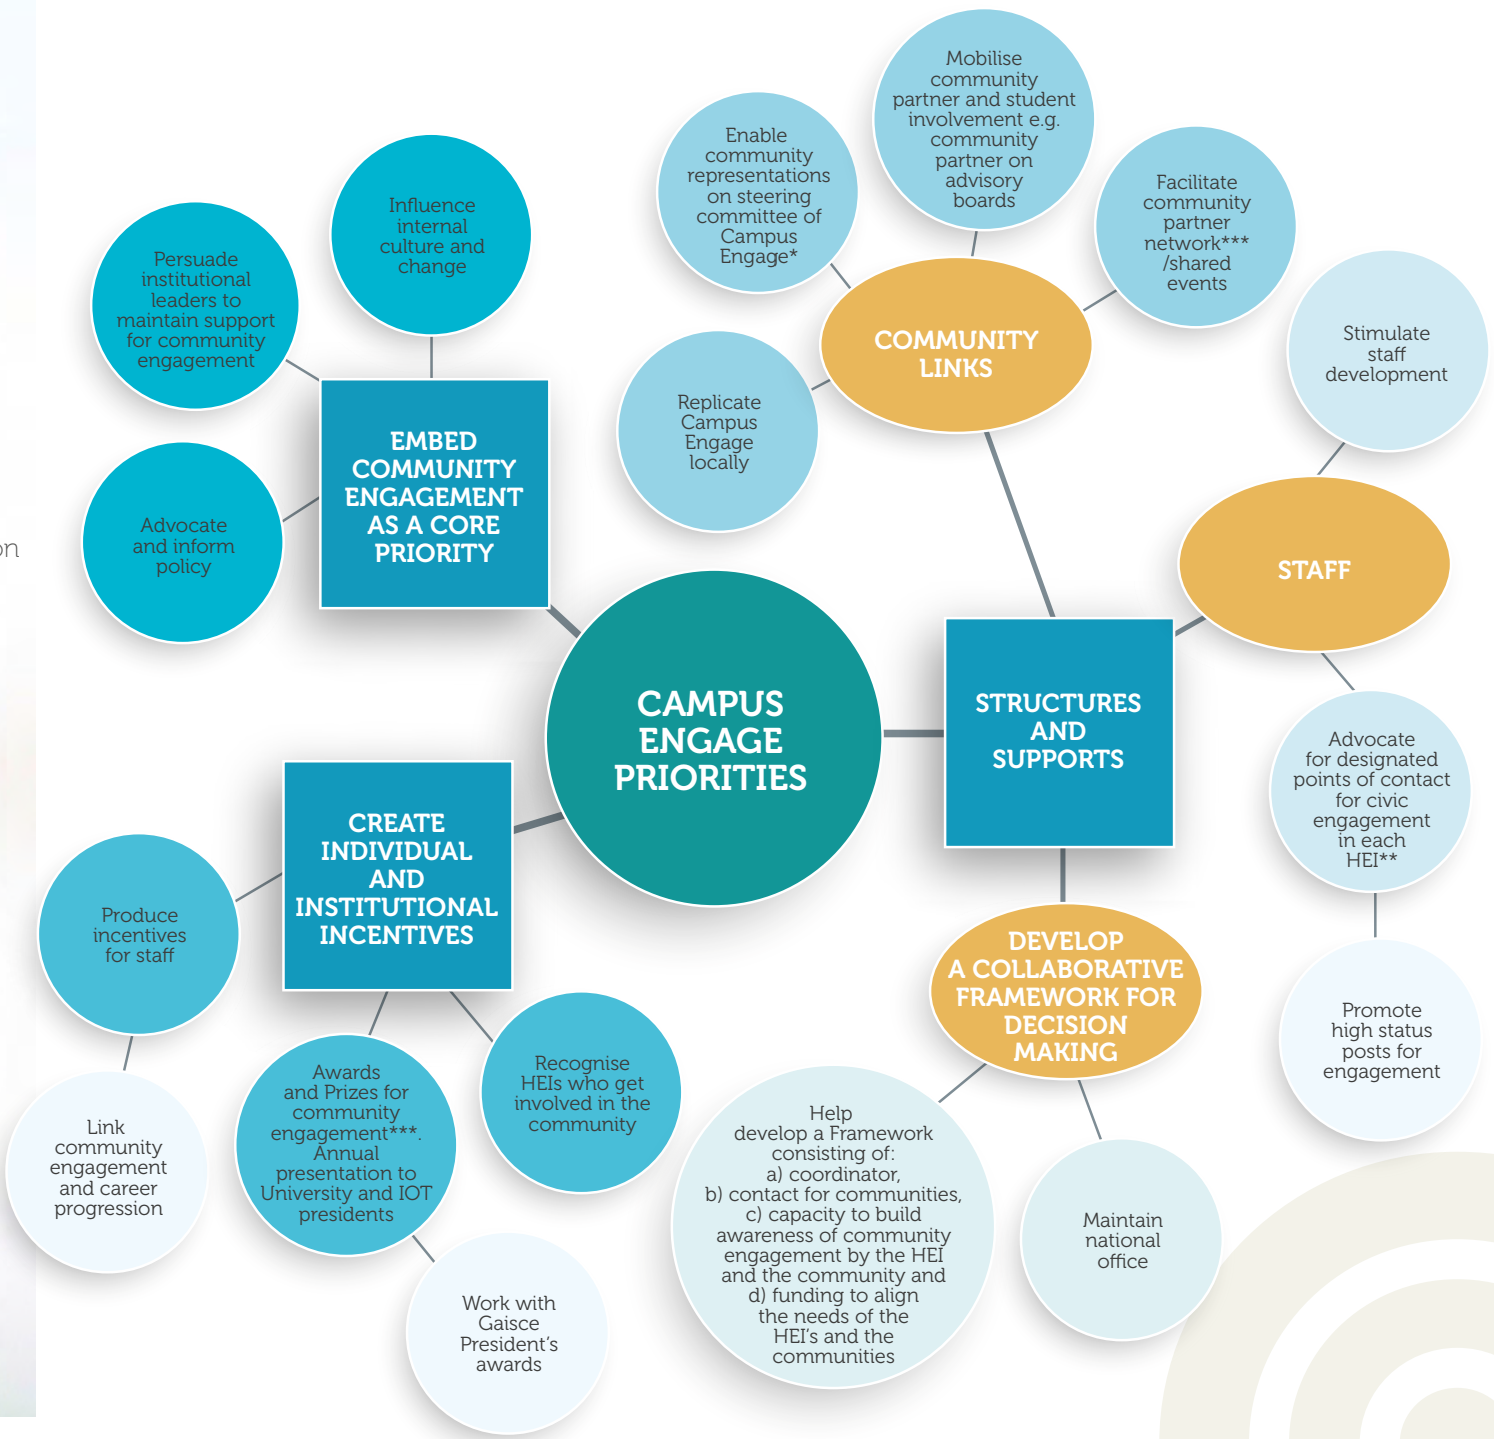 Mobilise
community
partner and student
involvement e.g.
community
partner on
advisory
boards
Enable
community
representations
on steering
committee of
Campus
Engage*
Facilitate
community
partner
network***
/shared
events
Influence
internal
culture and
change
Persuade
institutional
leaders to
maintain support
for community
engagement
COMMUNITY
LINKS
Stimulate
staff
development
Replicate
Campus
Engage
locally
EMBED
COMMUNITY
ENGAGEMENT
AS A CORE
PRIORITY
Advocate
and inform
policy
on
STAFF
CAMPUS
ENGAGE
PRIORITIES
STRUCTURES
AND
SUPPORTS
Advocate
for designated
points of contact
for civic
engagement
in each
HEI**
CREATE
INDIVIDUAL
AND
INSTITUTIONAL
INCENTIVES
Produce
incentives
for staff
DEVELOP
A COLLABORATIVE
FRAMEWORK FOR
DECISION
MAKING
Promote
high status
posts for
engagement
Recognise
HEIs who get
involved in the
community
Awards
and Prizes for
community
engagement***.
Annual
presentation to
University and IOT
presidents
Link
community
engagement
and career
progression
Help
develop a Framework
consisting of:
a) coordinator,
b) contact for communities,
c) capacity to build
awareness of community
engagement by the HEI
and the community and
d) funding to align
the needs of the
HEI's and the
communities
Maintain
national
office
Work with
Gaisce
President's
awards